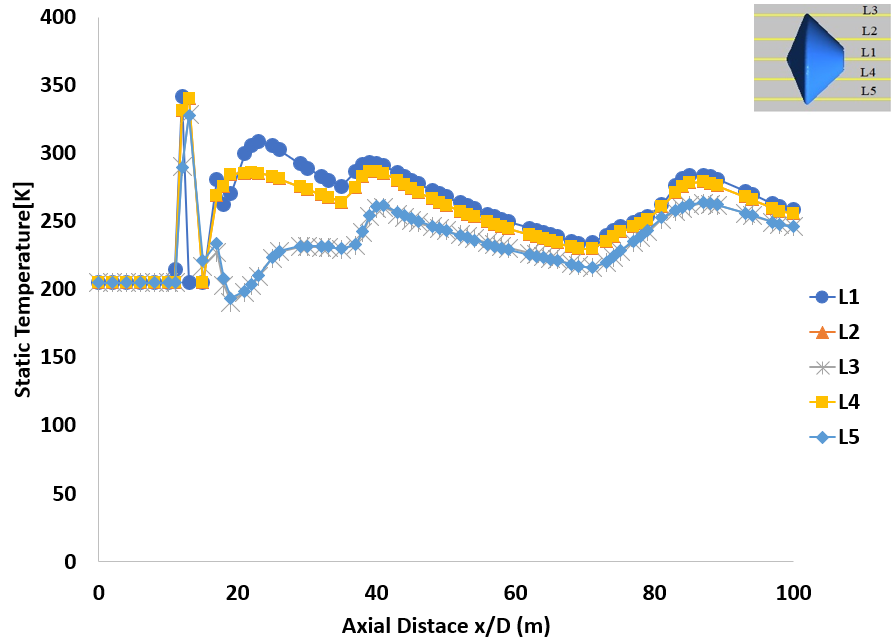 400
350
300
250
200
150
100
50
0
Static Temperature[K]
0 20 40 60 80 100
Axial Distace x/D (m)
L3
L2
L1
L4
L5
L1
L2
L3
L4
L5